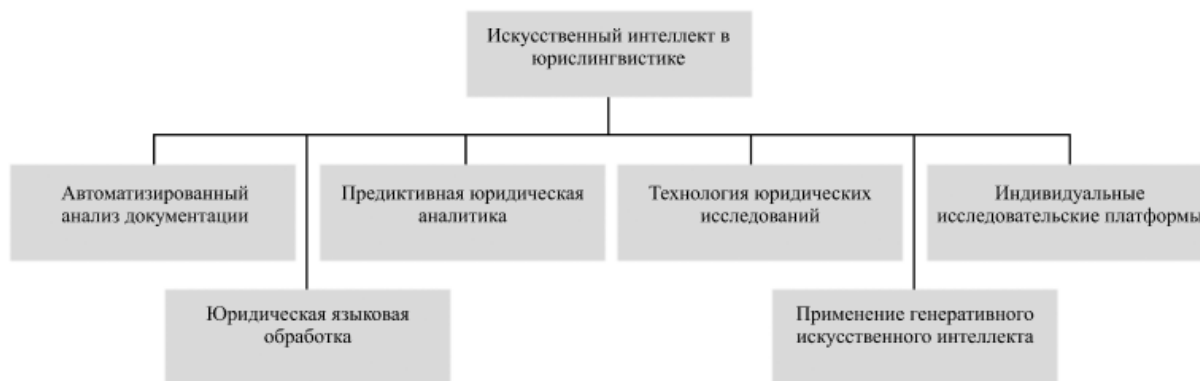 Искусственный интеллект в
юрислингвистике
Автоматизированный
анализ документации
Предиктивная юридическая
аналитика
Технология юридических
исследований
Индивидуальные
исследовательские платформы
Юридическая языковая
обработка
Применение генеративного
искусственного интеллекта